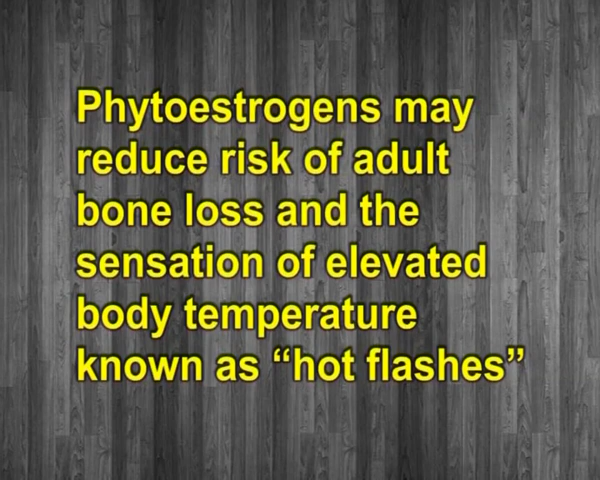 Phytoestrogens may
reduce risk of adult
bone loss and the
sensation of elevated
body temperature
known as “hot flashes”